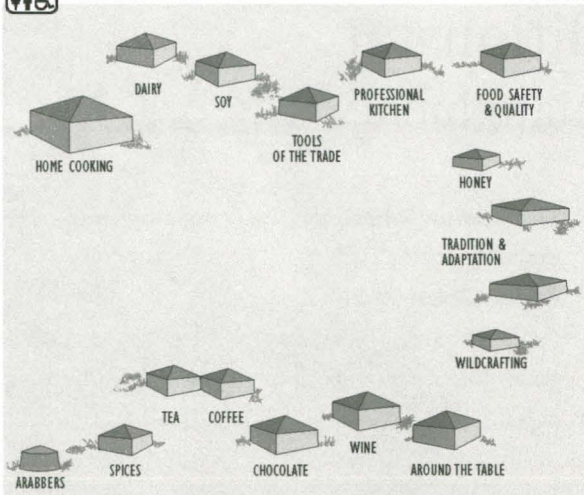 DAIRY
SOY
TOOLS
OF THE TRADE
PROFESSIONAL
KITCHEN
FOOD SAFETY
& QUALITY
HOME COOKING
HONEY
TRADITION &
ADAPTATION
WILDCRAFTING
TEA
COFFEE
WINE
ARABBERS
SPICES
CHOCOLATE
AROUND THE TABLE